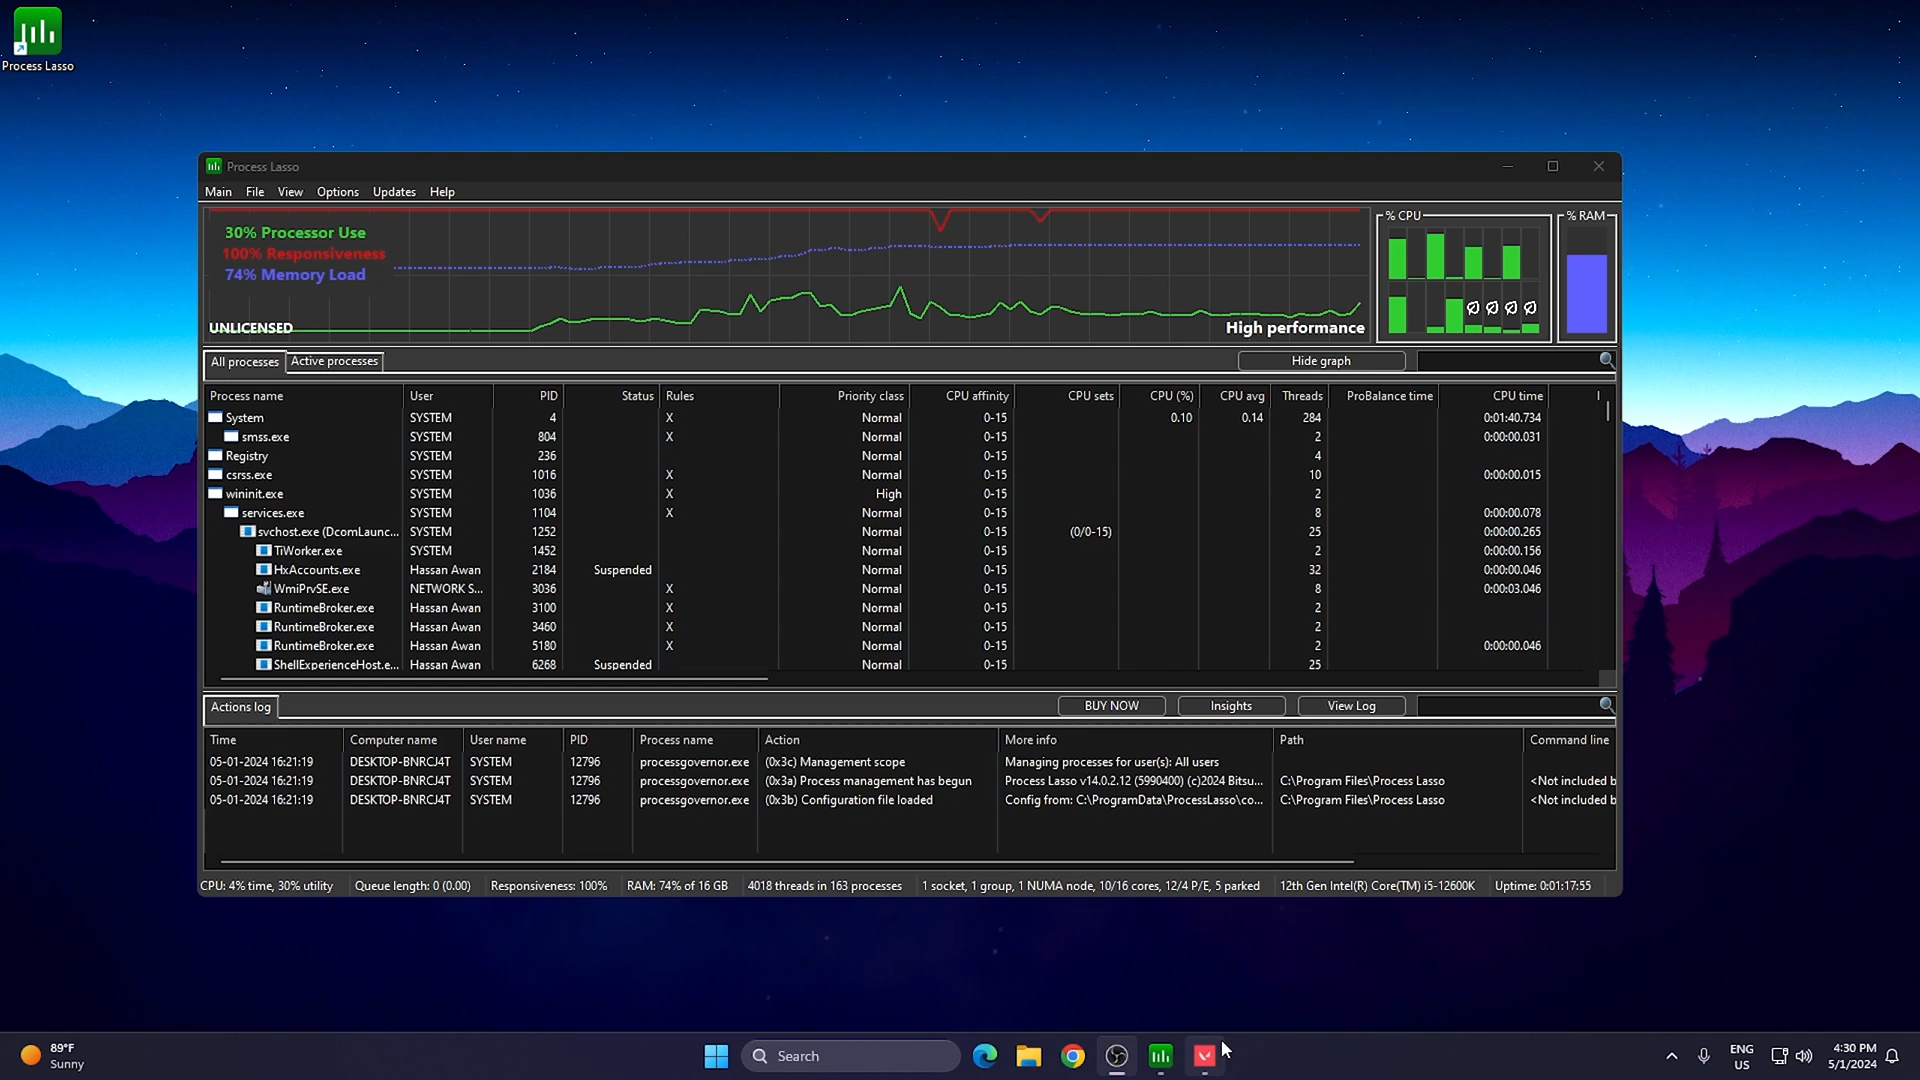 Process Lasso
Process Lasso
Main File View Options Updates Help
30% Processor Use
100% Responsiveness
74% Memory Load
UNLICENSED
High performance
% CPU
% RAM
All processes Active processes Hide graph
Process name User PID Status Rules Priority class CPU affinity CPU sets CPU (%) CPU avg Threads ProBalance time CPU time I
System SYSTEM 4 X Normal 0-15 0.10 0.14 284 0:01:40.734
smss.exe SYSTEM 804 X Normal 0-15 2 0:00:00.031
Registry SYSTEM 236 Normal 0-15 4
csrss.exe SYSTEM 1016 X Normal 0-15 10 0:00:00.015
wininit.exe SYSTEM 1036 X High 0-15 2
services.exe SYSTEM 1104 X Normal 0-15 8 0:00:00.078
svchost.exe (DcomLaunc... SYSTEM 1252 Normal 0-15 (0/0-15) 25 0:00:00.265
TiWorker.exe SYSTEM 1452 Normal 0-15 2 0:00:00.156
HxAccounts.exe Hassan Awan 2184 Suspended Normal 0-15 32 0:00:00.046
WmiPrvSE.exe NETWORK S... 3036 X Normal 0-15 8 0:00:03.046
RuntimeBroker.exe Hassan Awan 3100 X Normal 0-15 2
RuntimeBroker.exe Hassan Awan 3460 X Normal 0-15 2
RuntimeBroker.exe Hassan Awan 5180 X Normal 0-15 2 0:00:00.046
ShellExperienceHost.e... Hassan Awan 6268 Suspended Normal 0-15 25
Actions log BUY NOW Insights View Log
Time Computer name User name PID Process name Action More info Path Command line
05-01-2024 16:21:19 DESKTOP-BNRCJ4T SYSTEM 12796 processgovernor.exe (0x3c) Management scope Managing processes for user(s): All users
05-01-2024 16:21:19 DESKTOP-BNRCJ4T SYSTEM 12796 processgovernor.exe (0x3a) Process management has begun Process Lasso v14.0.2.12 (5990400) (c)2024 Bitsu... C:\Program Files\Process Lasso <Not included b
05-01-2024 16:21:19 DESKTOP-BNRCJ4T SYSTEM 12796 processgovernor.exe (0x3b) Configuration file loaded Config from: C:\ProgramData\ProcessLasso\co... C:\Program Files\Process Lasso <Not included b
CPU: 4% time, 30% utility Queue length: 0 (0.00) Responsiveness: 100% RAM: 74% of 16 GB 4018 threads in 163 processes 1 socket, 1 group, 1 NUMA node, 10/16 cores, 12/4 P/E, 5 parked 12th Gen Intel(R) Core(TM) i5-12600K Uptime: 0:01:17:55
89°F
Sunny
Search
ENG
US
4:30 PM
5/1/2024